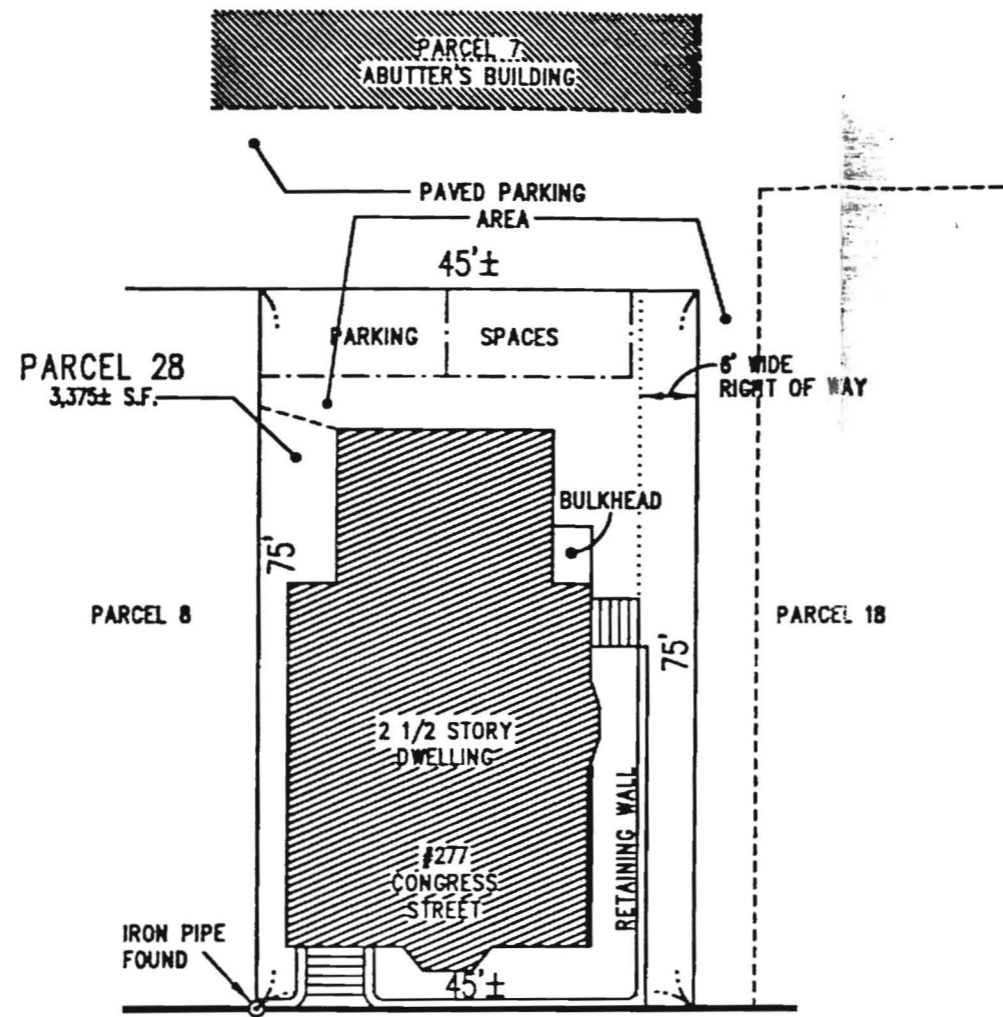 PARCEL 7
ABUTTER'S BUILDING
PAVED PARKING
AREA
45'±
PARKING SPACES
PARCEL 28
3,375± S.F.
6' WIDE
RIGHT OF WAY
BULKHEAD
75'
PARCEL 8
PARCEL 18
75'
2 1/2 STORY
DWELLING
RETAINING WALL
#277
CONGRESS
STREET
IRON PIPE
FOUND
45'±